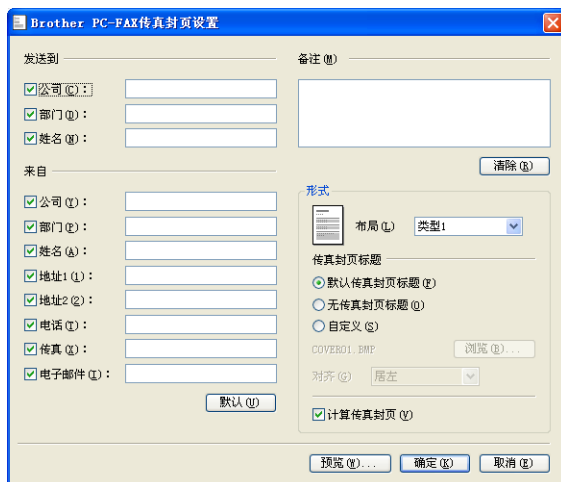 Brother PC-FAX传真封页设置
发送到
公司(C)：
部门(D)：
姓名(N)：
来自
公司(Y)：
部门(P)：
姓名(A)：
地址1(1)：
地址2(2)：
电话(T)：
传真(X)：
电子邮件(I)：
默认(U)
备注(M)
清除(R)
形式
布局(L)
类型1
传真封页标题
默认传真封页标题(F)
无传真封页标题(O)
自定义(S)
COVER01.BMP
浏览(B)...
对齐(G)
居左
计算传真封页(V)
预览(W)...
确定(K)
取消(E)